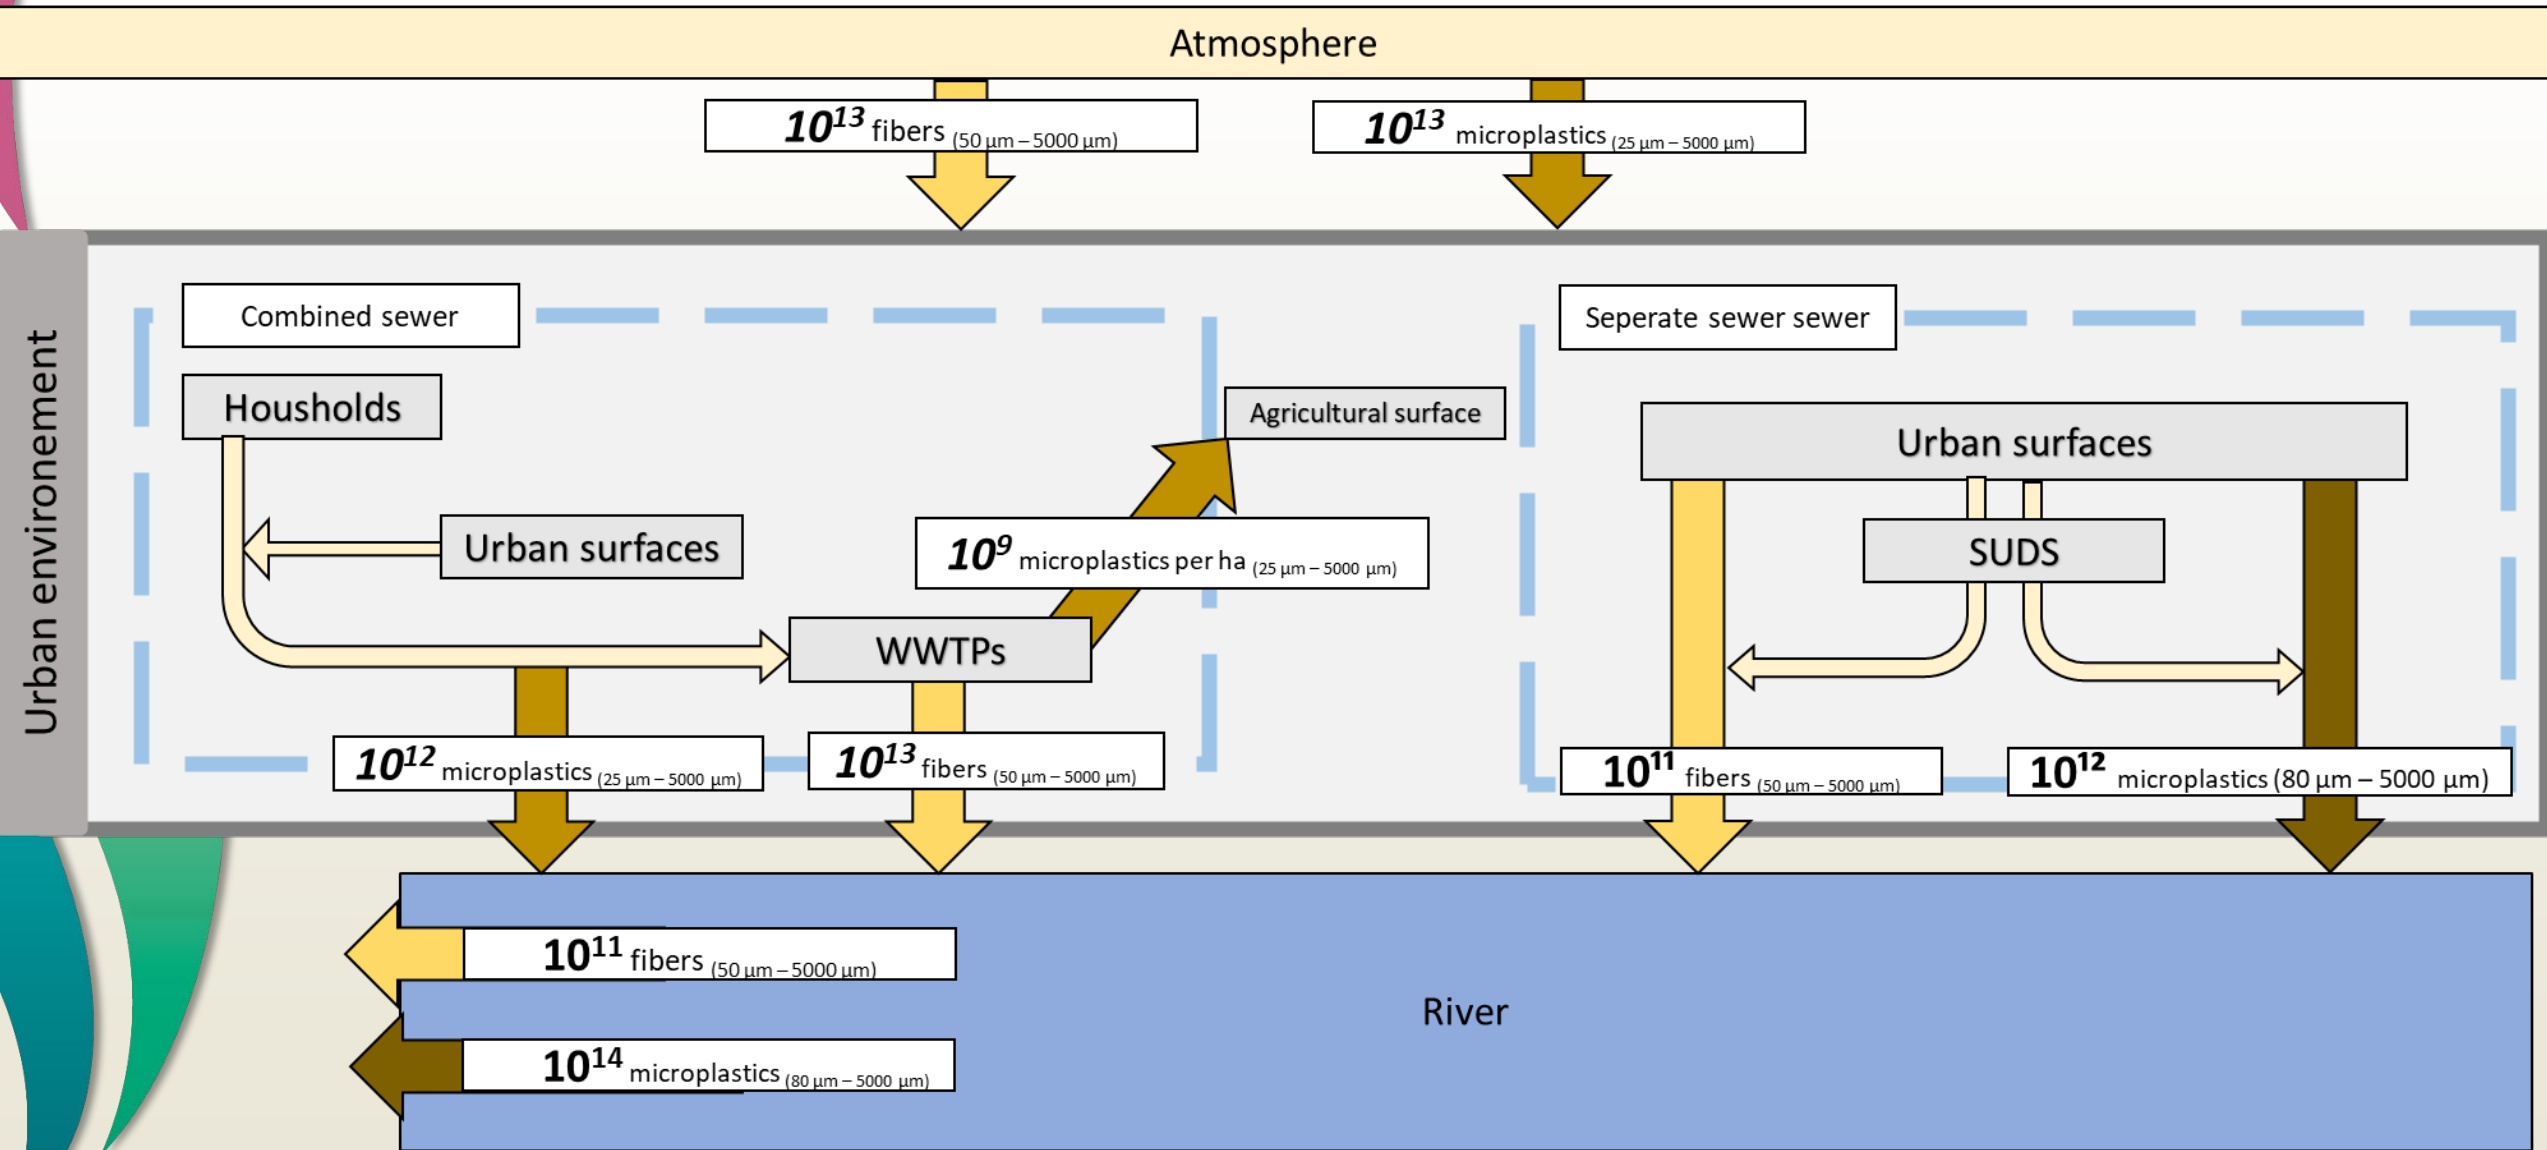 Atmosphere
10¹³ fibers (50 µm – 5000 µm)
10¹³ microplastics (25 µm – 5000 µm)
Urban environement
Combined sewer
Seperate sewer sewer
Housholds
Agricultural surface
Urban surfaces
Urban surfaces
10⁹ microplastics per ha (25 µm – 5000 µm)
SUDS
WWTPs
10¹² microplastics (25 µm – 5000 µm)
10¹³ fibers (50 µm – 5000 µm)
10¹¹ fibers (50 µm – 5000 µm)
10¹² microplastics (80 µm – 5000 µm)
10¹¹ fibers (50 µm – 5000 µm)
River
10¹⁴ microplastics (80 µm – 5000 µm)